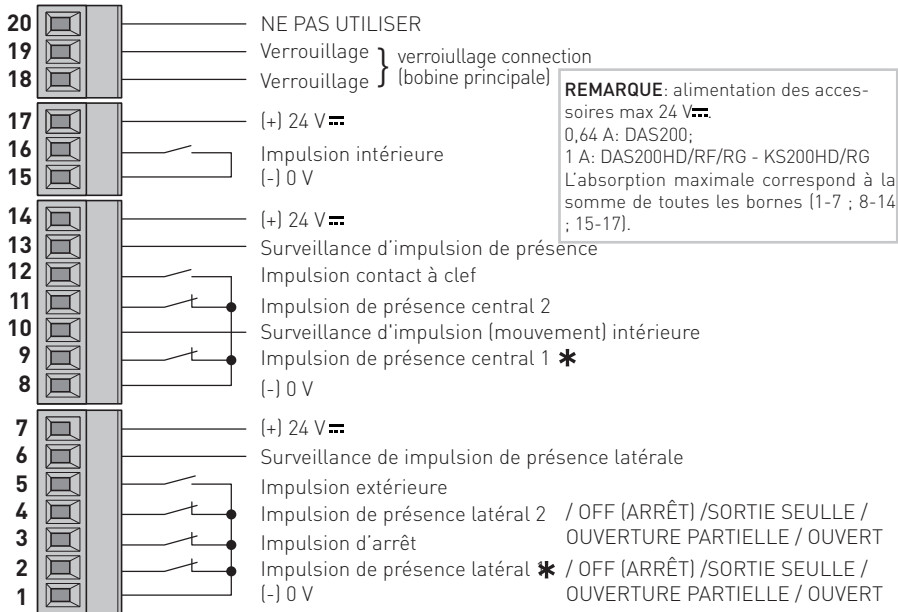 20 NE PAS UTILISER
19 Verrouillage
18 Verrouillage
} verroiullage connection
(bobine principale)
REMARQUE: alimentation des acces-
soires max 24 V⎓.
0,64 A: DAS200;
1 A: DAS200HD/RF/RG - KS200HD/RG
L'absorption maximale correspond à la
somme de toutes les bornes (1-7 ; 8-14
; 15-17).
17 (+) 24 V⎓
16 Impulsion intérieure
15 (-) 0 V
14 (+) 24 V⎓
13 Surveillance d'impulsion de présence
12 Impulsion contact à clef
11 Impulsion de présence central 2
10 Surveillance d'impulsion (mouvement) intérieure
9 Impulsion de présence central 1 ✱
8 (-) 0 V
7 (+) 24 V⎓
6 Surveillance de impulsion de présence latérale
5 Impulsion extérieure
4 Impulsion de présence latéral 2 / OFF (ARRÊT) /SORTIE SEULLE /
OUVERTURE PARTIELLE / OUVERT
3 Impulsion d'arrêt
2 Impulsion de présence latéral ✱ / OFF (ARRÊT) /SORTIE SEULLE /
OUVERTURE PARTIELLE / OUVERT
1 (-) 0 V